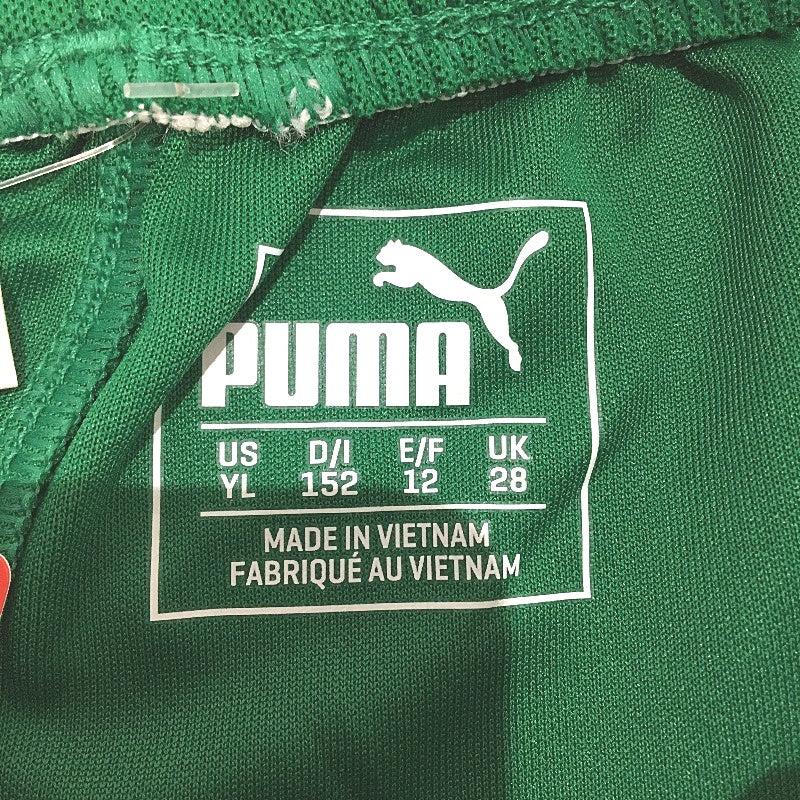 PUMA
US D/I E/F UK
YL 152 12 28
MADE IN VIETNAM
FABRIQUÉ AU VIETNAM